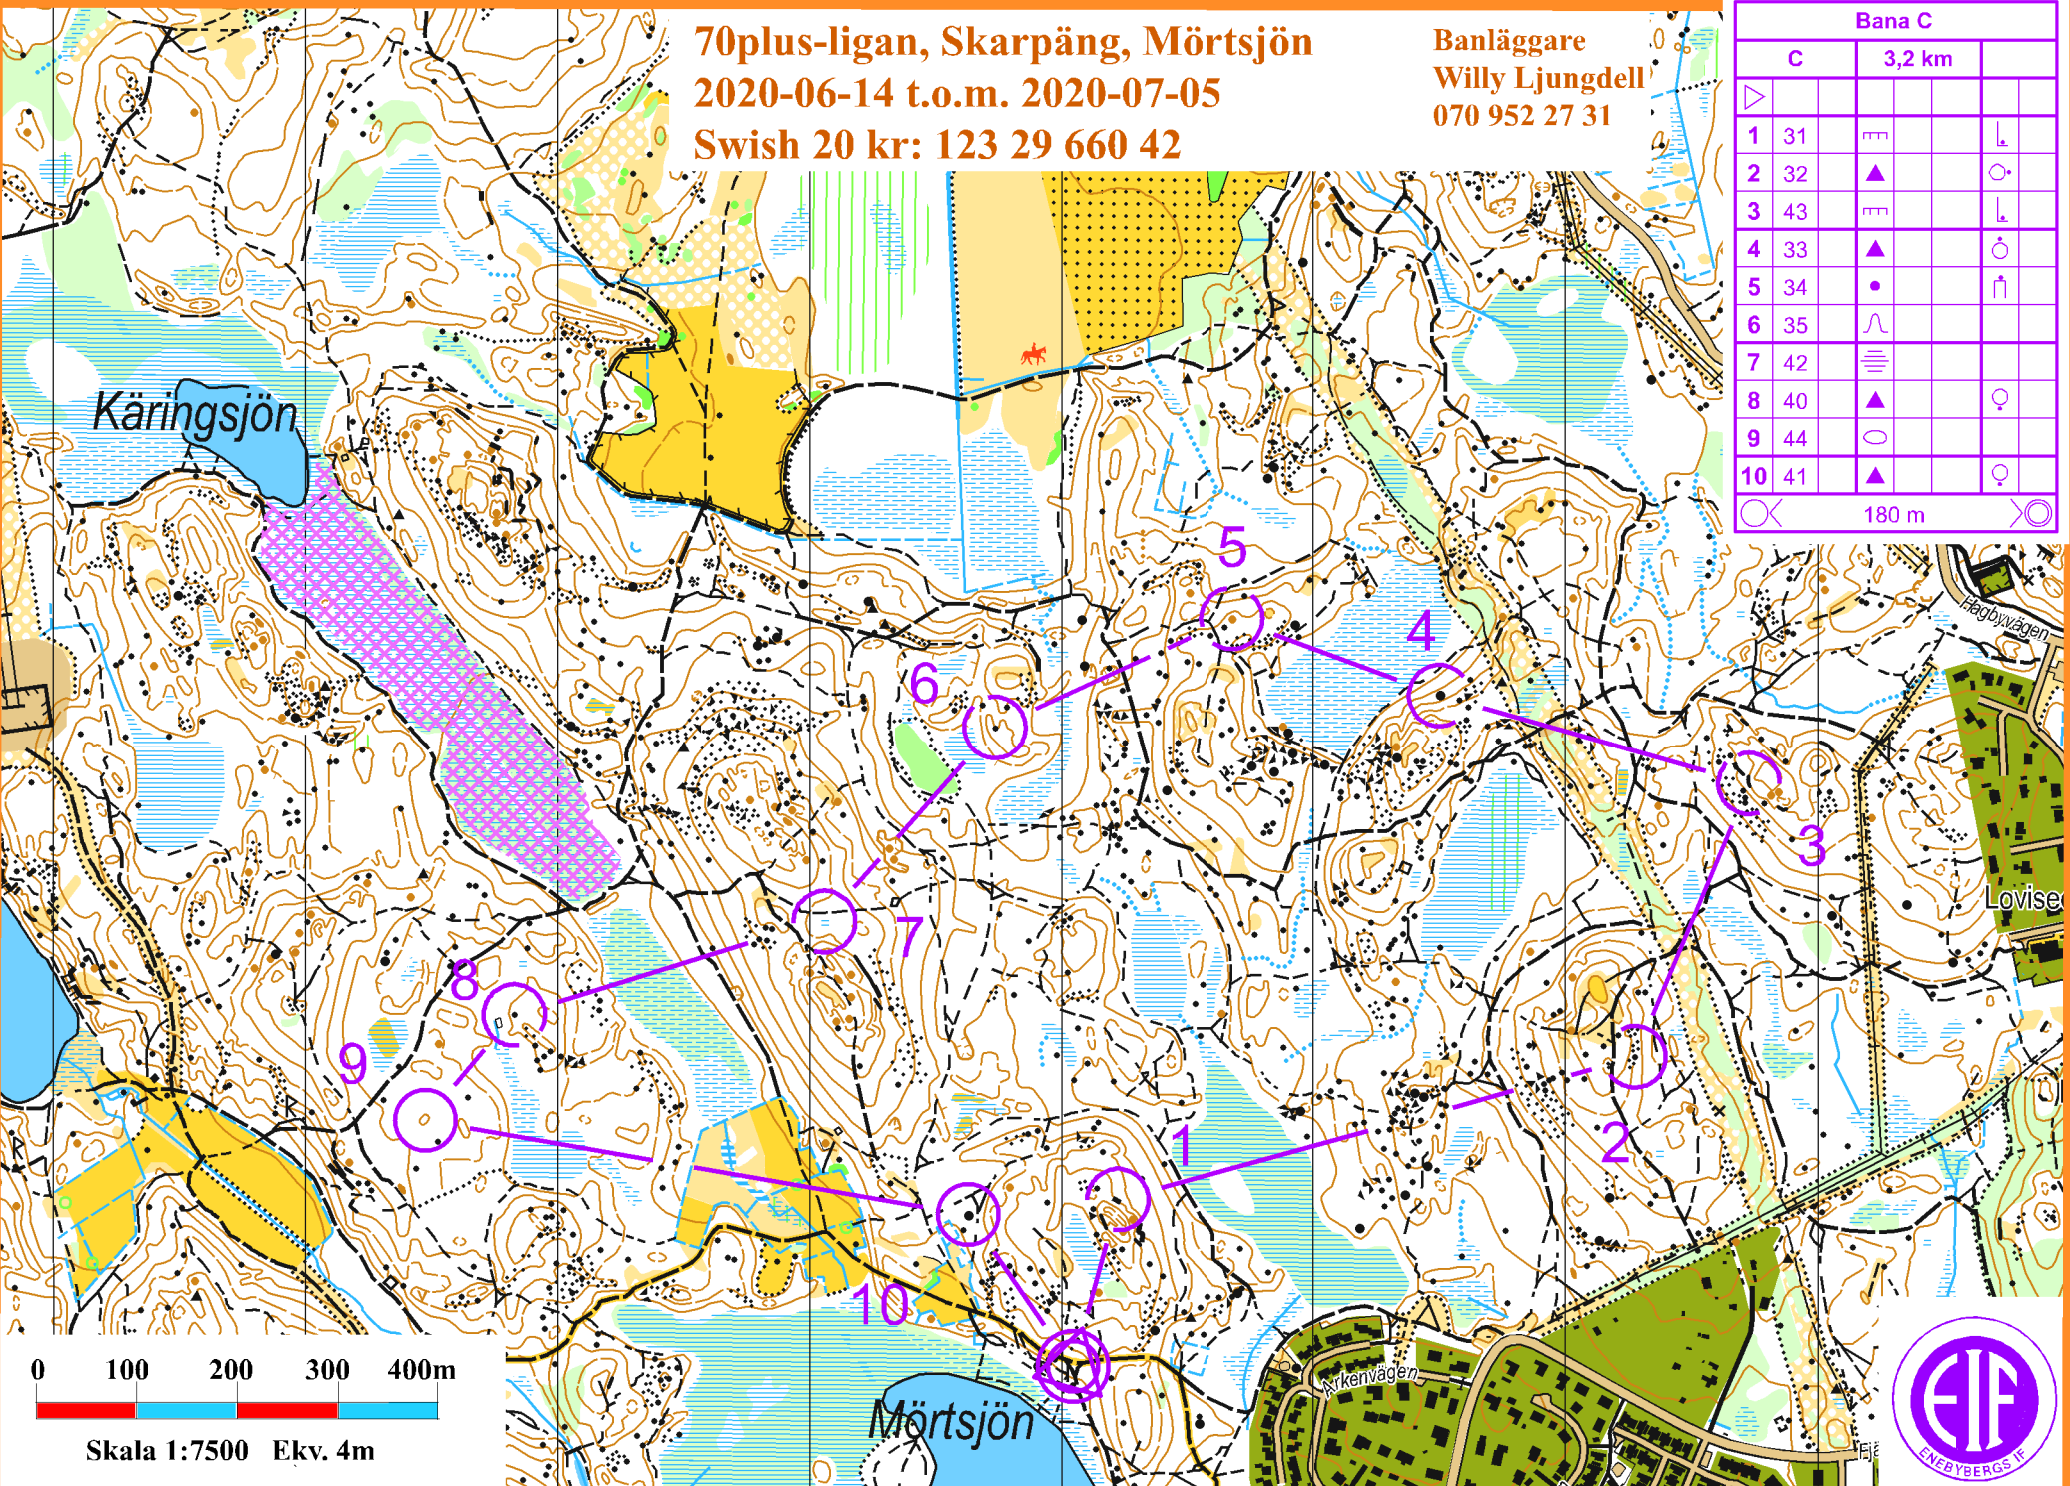 70plus-ligan, Skarpäng, Mörtsjön
2020-06-14 t.o.m. 2020-07-05
Swish 20 kr: 123 29 660 42
Banläggare
Willy Ljungdell
070 952 27 31
Bana C
C 3,2 km
1 31
2 32
3 43
4 33
5 34
6 35
7 42
8 40
9 44
10 41
180 m
Käringsjön
5
4
6
Hagbyvägen
3
Lovise
7
8
9
1
2
10
Arkenvägen
Mörtsjön
0 100 200 300 400m
Skala 1:7500 Ekv. 4m
EIF
ENEBYBERGS IF